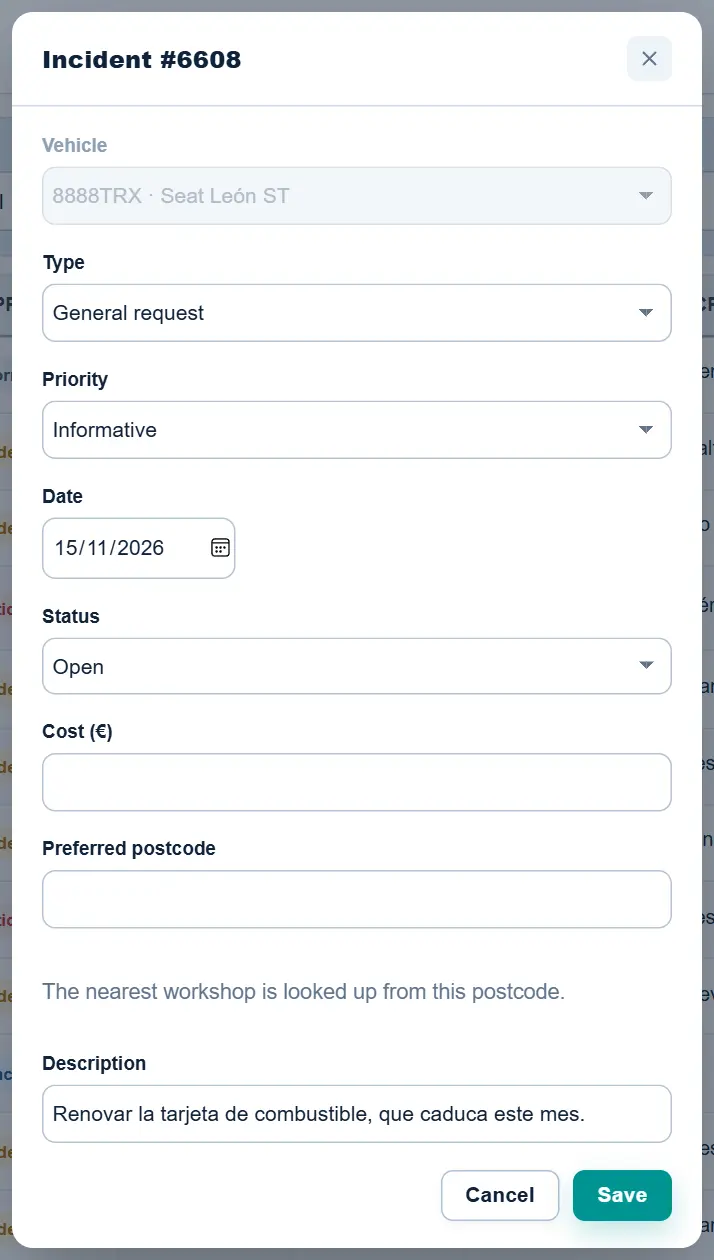 Incident #6608
Vehicle
8888TRX · Seat León ST
Type
General request
Priority
Informative
Date
15/11/2026
Status
Open
Cost (€)
Preferred postcode
The nearest workshop is looked up from this postcode.
Description
Renovar la tarjeta de combustible, que caduca este mes.
Cancel
Save